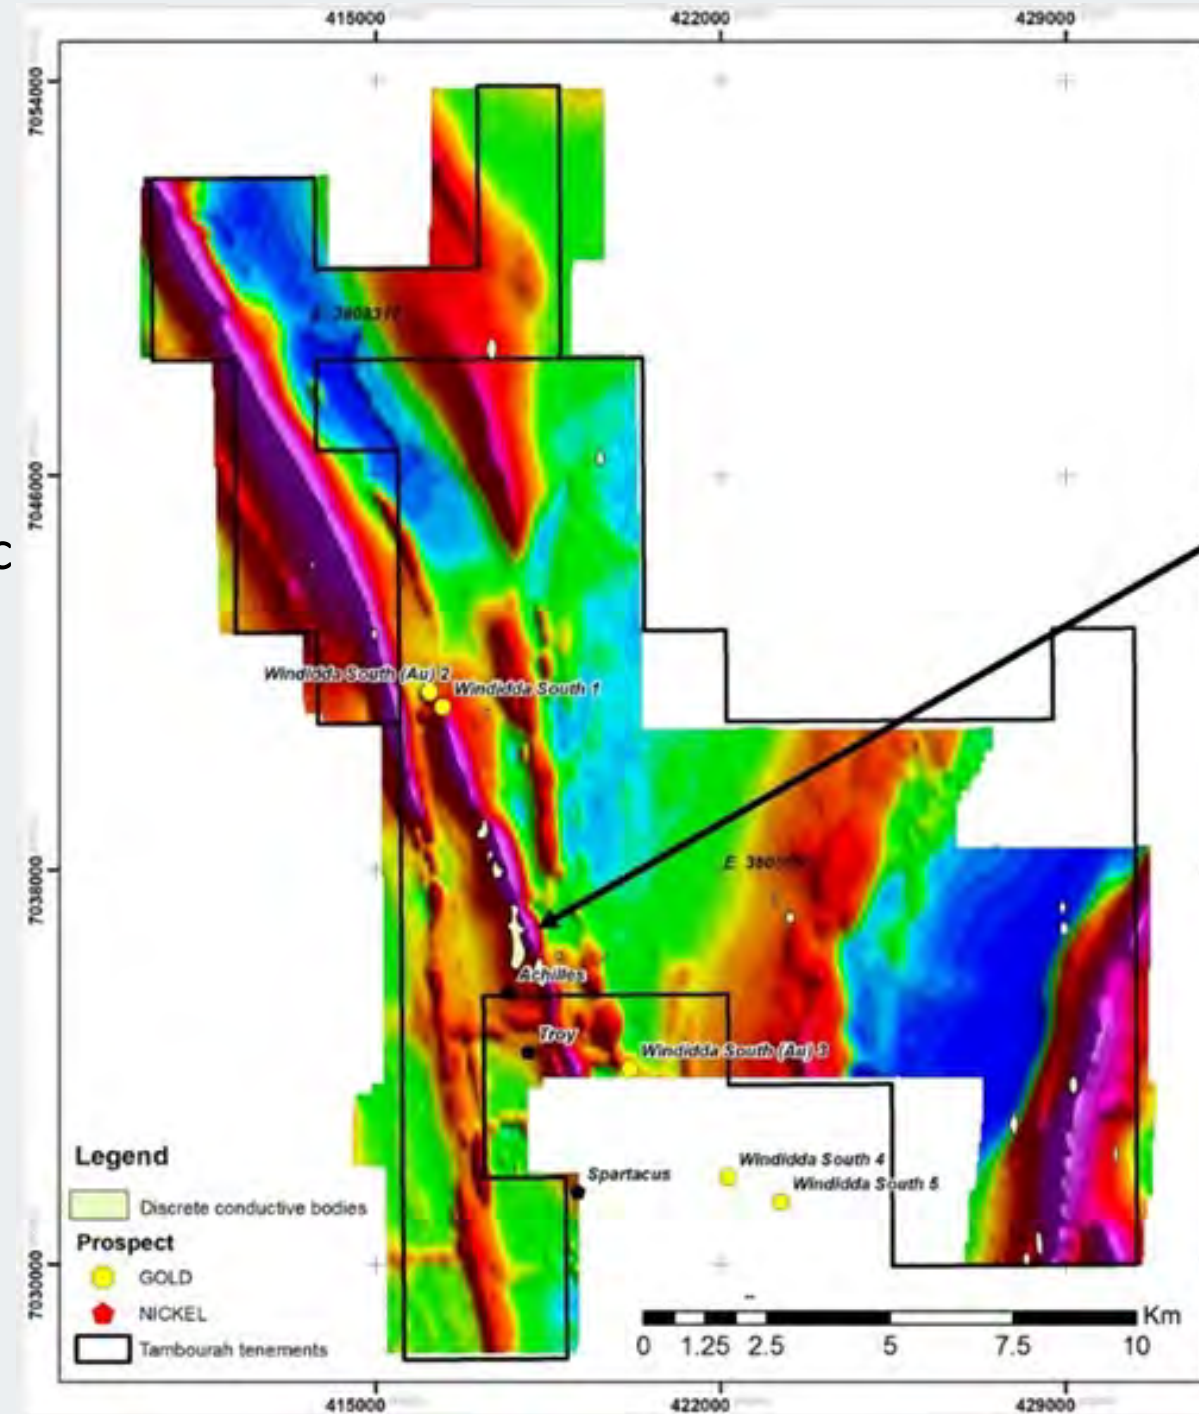 415000 422000 429000
7054000
7046000
C
Windidda South (Au) 2
Windidda South 1
7038000
Achilles
Troy
Windidda South (Au) 3
Windidda South 4
Spartacus
Windidda South 5
Legend
Discrete conductive bodies
Prospect
GOLD
NICKEL
Tambourah tenements
7030000
Km
0 1.25 2.5 5 7.5 10
415000 422000 429000